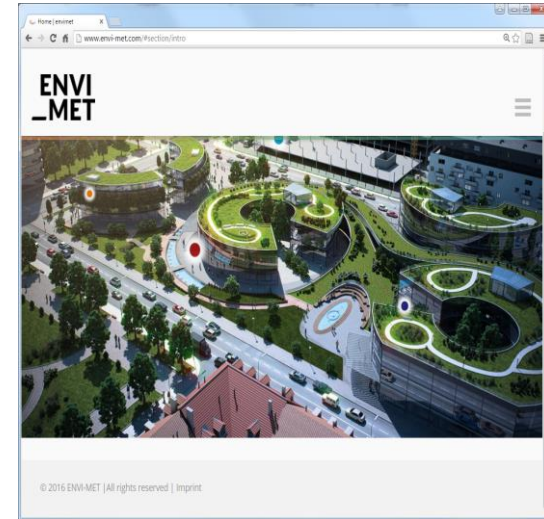 Home | envimet
www.envi-met.com/#section/intro
ENVI
_MET
© 2016 ENVI-MET |All rights reserved | Imprint